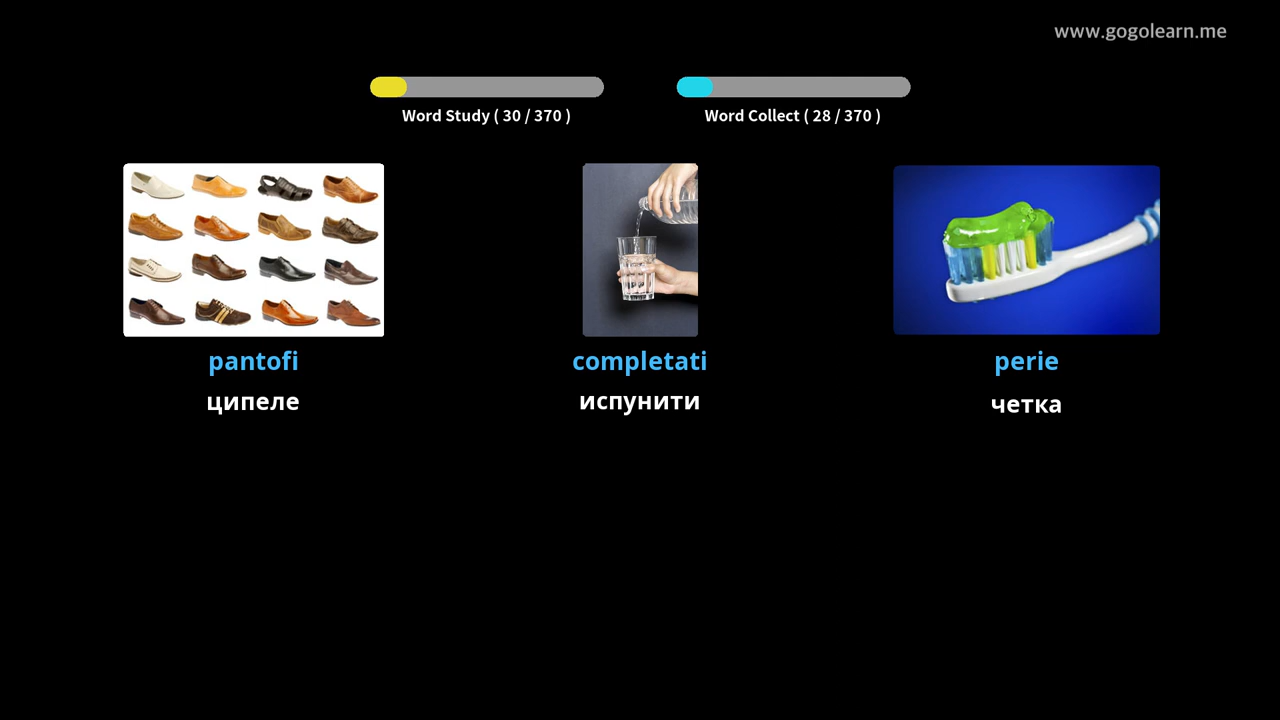 www.gogolearn.me
Word Study ( 30 / 370 )
Word Collect ( 28 / 370 )
pantofi
completati
perie
ципеле
испунити
четка